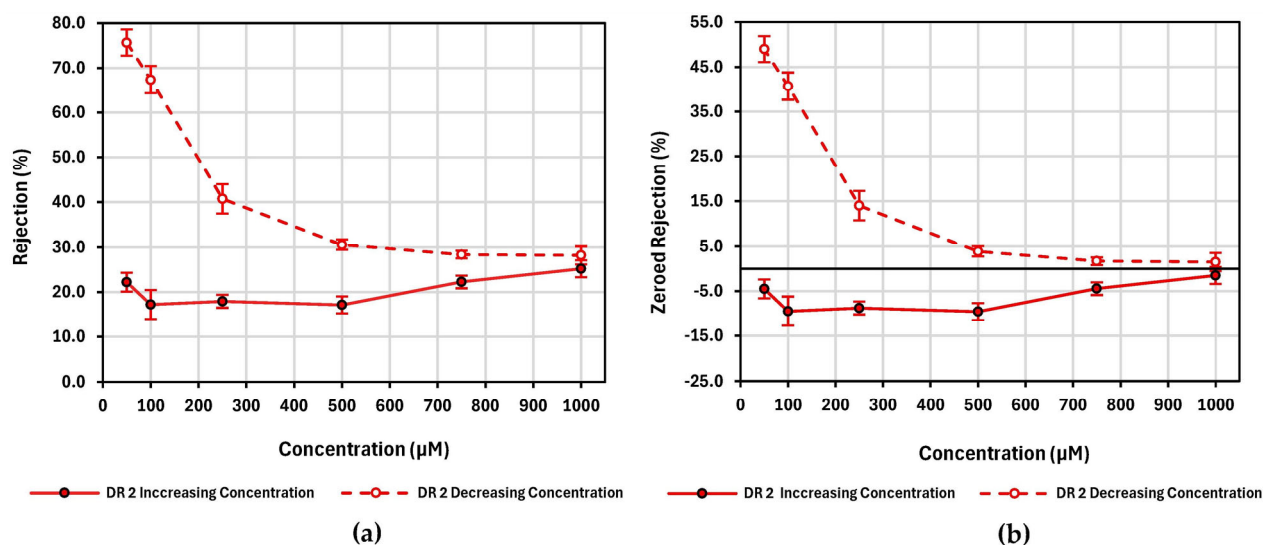 80.0
70.0
60.0
50.0
40.0
30.0
20.0
10.0
0.0
Rejection (%)
0 100 200 300 400 500 600 700 800 900 1000
Concentration (µM)
DR 2 Inccreasing Concentration DR 2 Decreasing Concentration
(a)
55.0
45.0
35.0
25.0
15.0
5.0
-5.0
-15.0
-25.0
Zeroed Rejection (%)
0 100 200 300 400 500 600 700 800 900 1000
Concentration (µM)
DR 2 Inccreasing Concentration DR 2 Decreasing Concentration
(b)